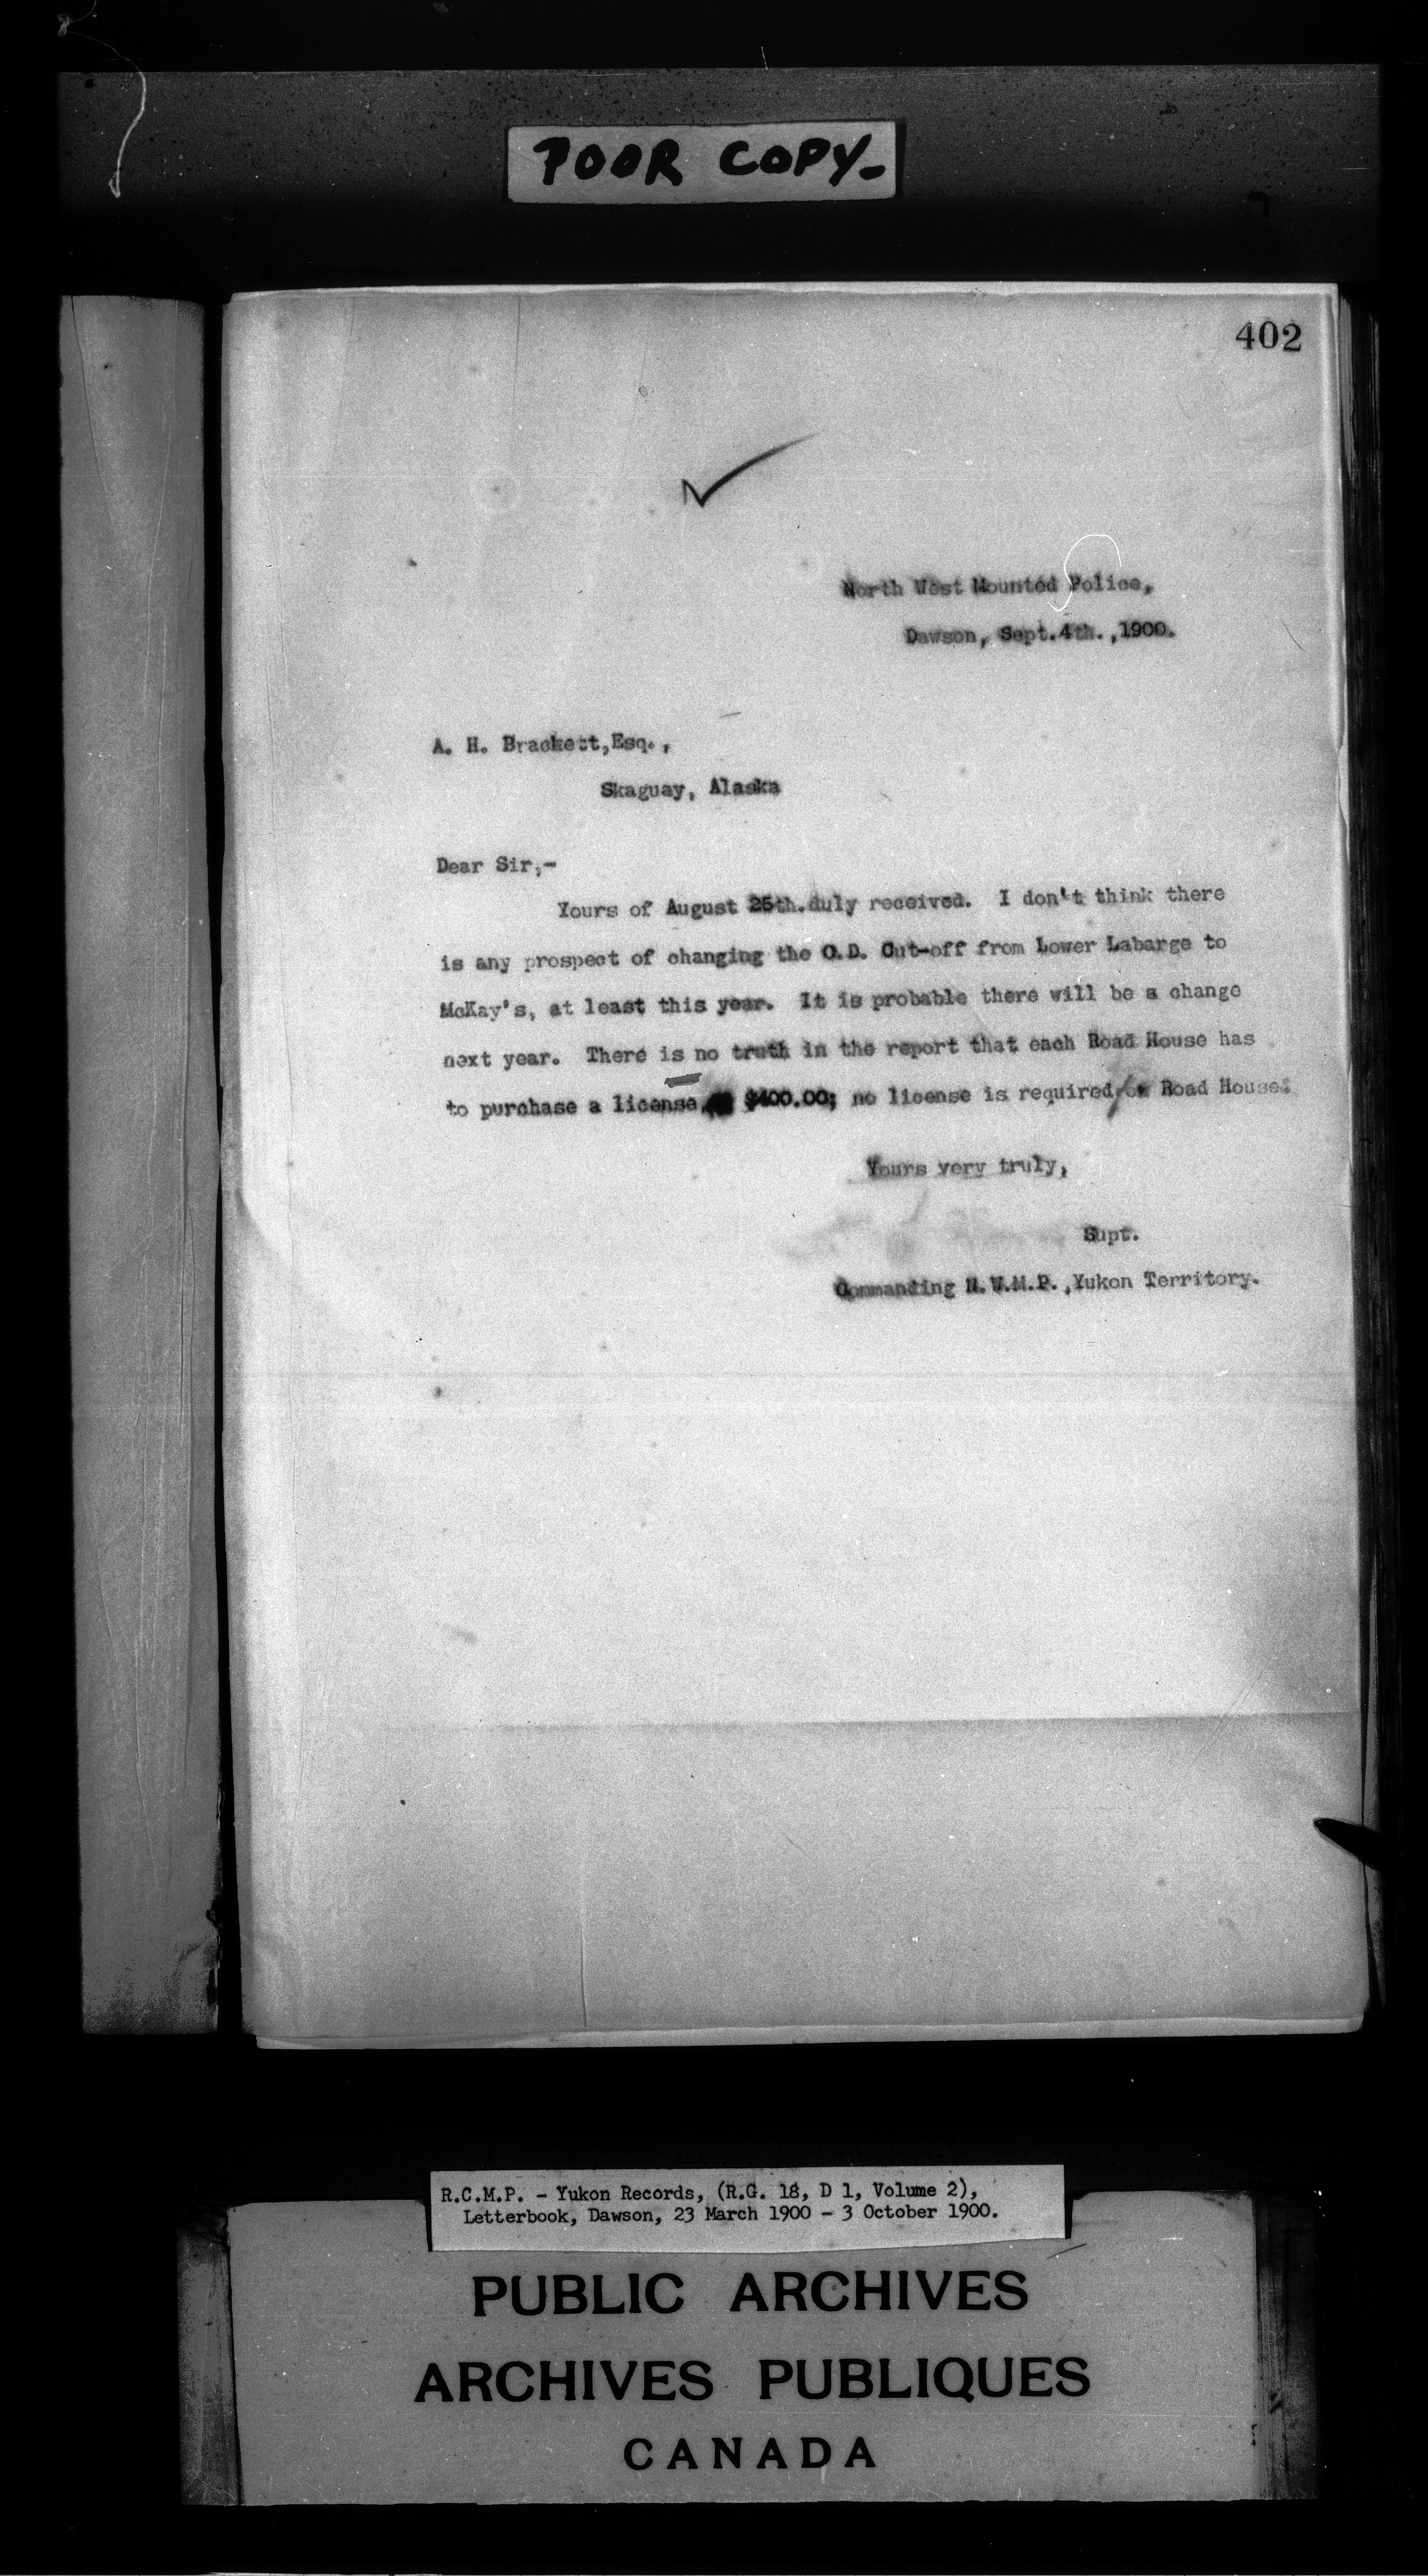 POOR COPY-
402
North West Mounted Police,
Dawson, Sept.4th.,1900.
A. H. Brackett,Esq.,
Skaguay, Alaska
Dear Sir;-
Yours of August 25th.duly received. I don't think there
is any prospect of changing the C.D. Cut-off from Lower Labarge to
McKay's, at least this year. It is probable there will be a change
next year. There is no truth in the report that each Road House has
to purchase a license, $400.00; no license is required for Road House.
Yours very truly,
Supt.
Commanding N.W.M.P.,Yukon Territory.
R.C.M.P. - Yukon Records, (R.G. 18, D 1, Volume 2),
Letterbook, Dawson, 23 March 1900 - 3 October 1900.
PUBLIC ARCHIVES
ARCHIVES PUBLIQUES
CANADA